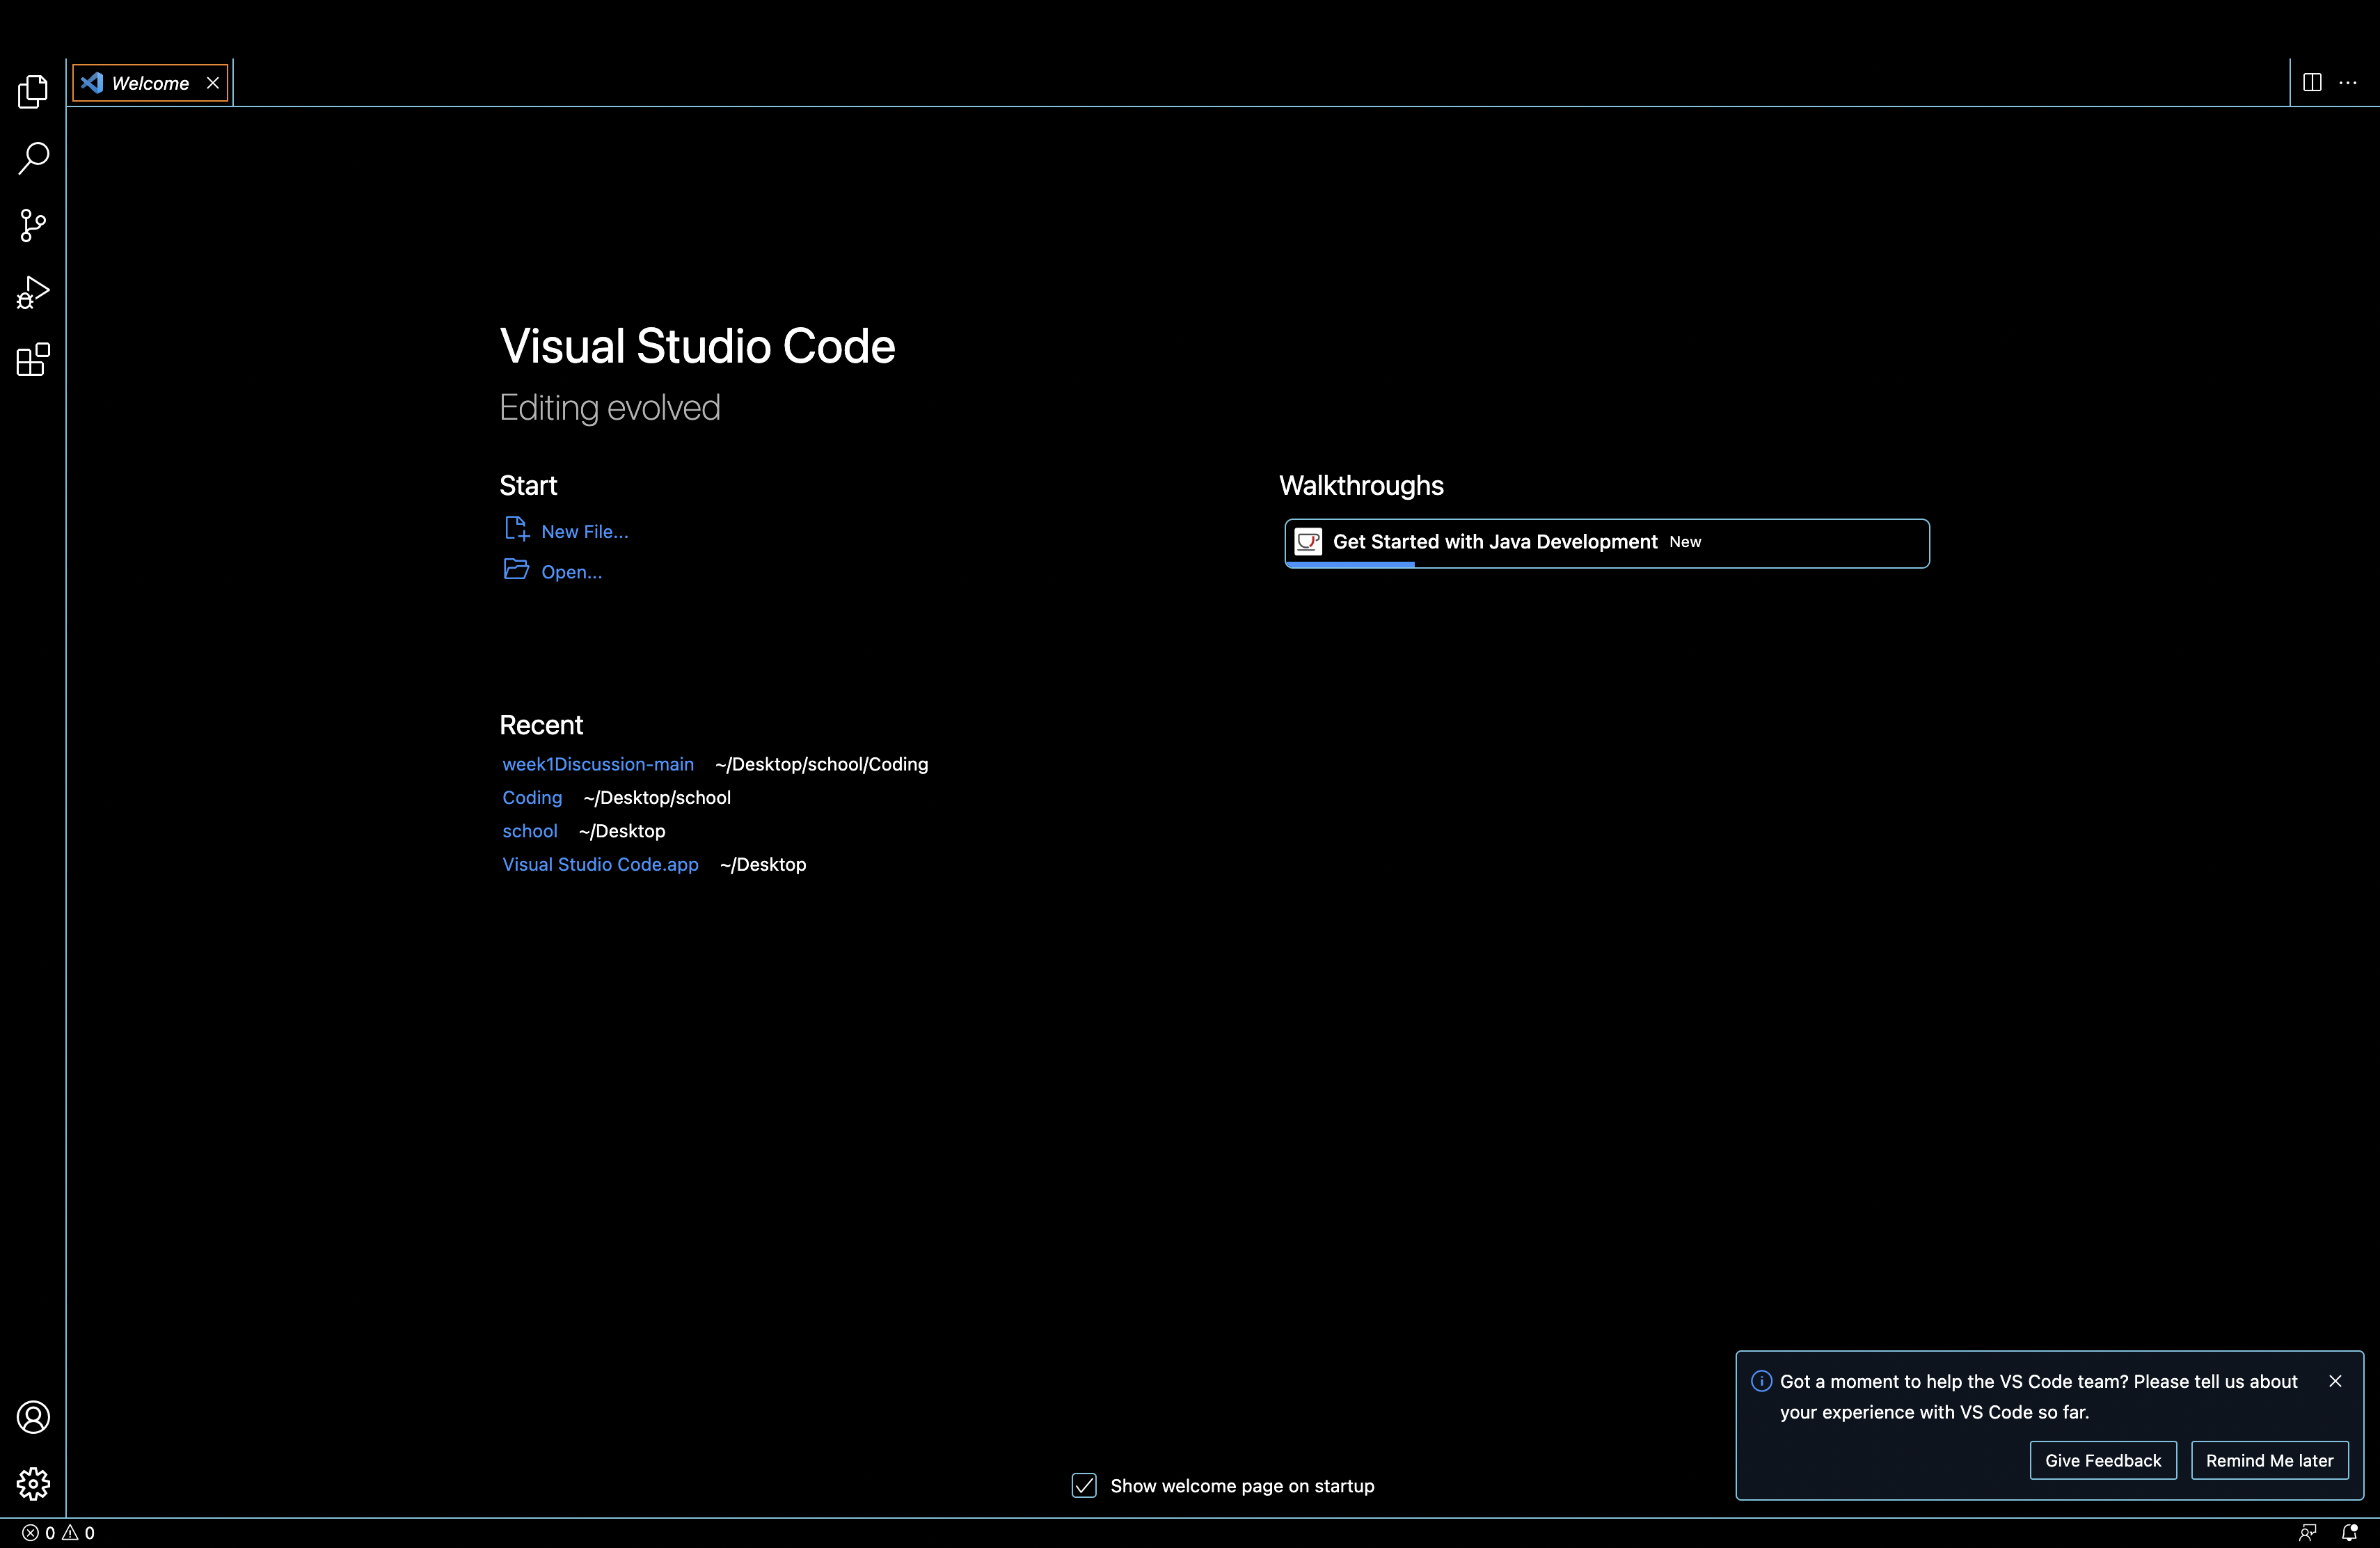 Welcome
Visual Studio Code
Editing evolved
Start
New File...
Open...
Walkthroughs
Get Started with Java Development New
Recent
week1Discussion-main ~/Desktop/school/Coding
Coding ~/Desktop/school
school ~/Desktop
Visual Studio Code.app ~/Desktop
Got a moment to help the VS Code team? Please tell us about
your experience with VS Code so far.
Give Feedback Remind Me later
Show welcome page on startup
0 0